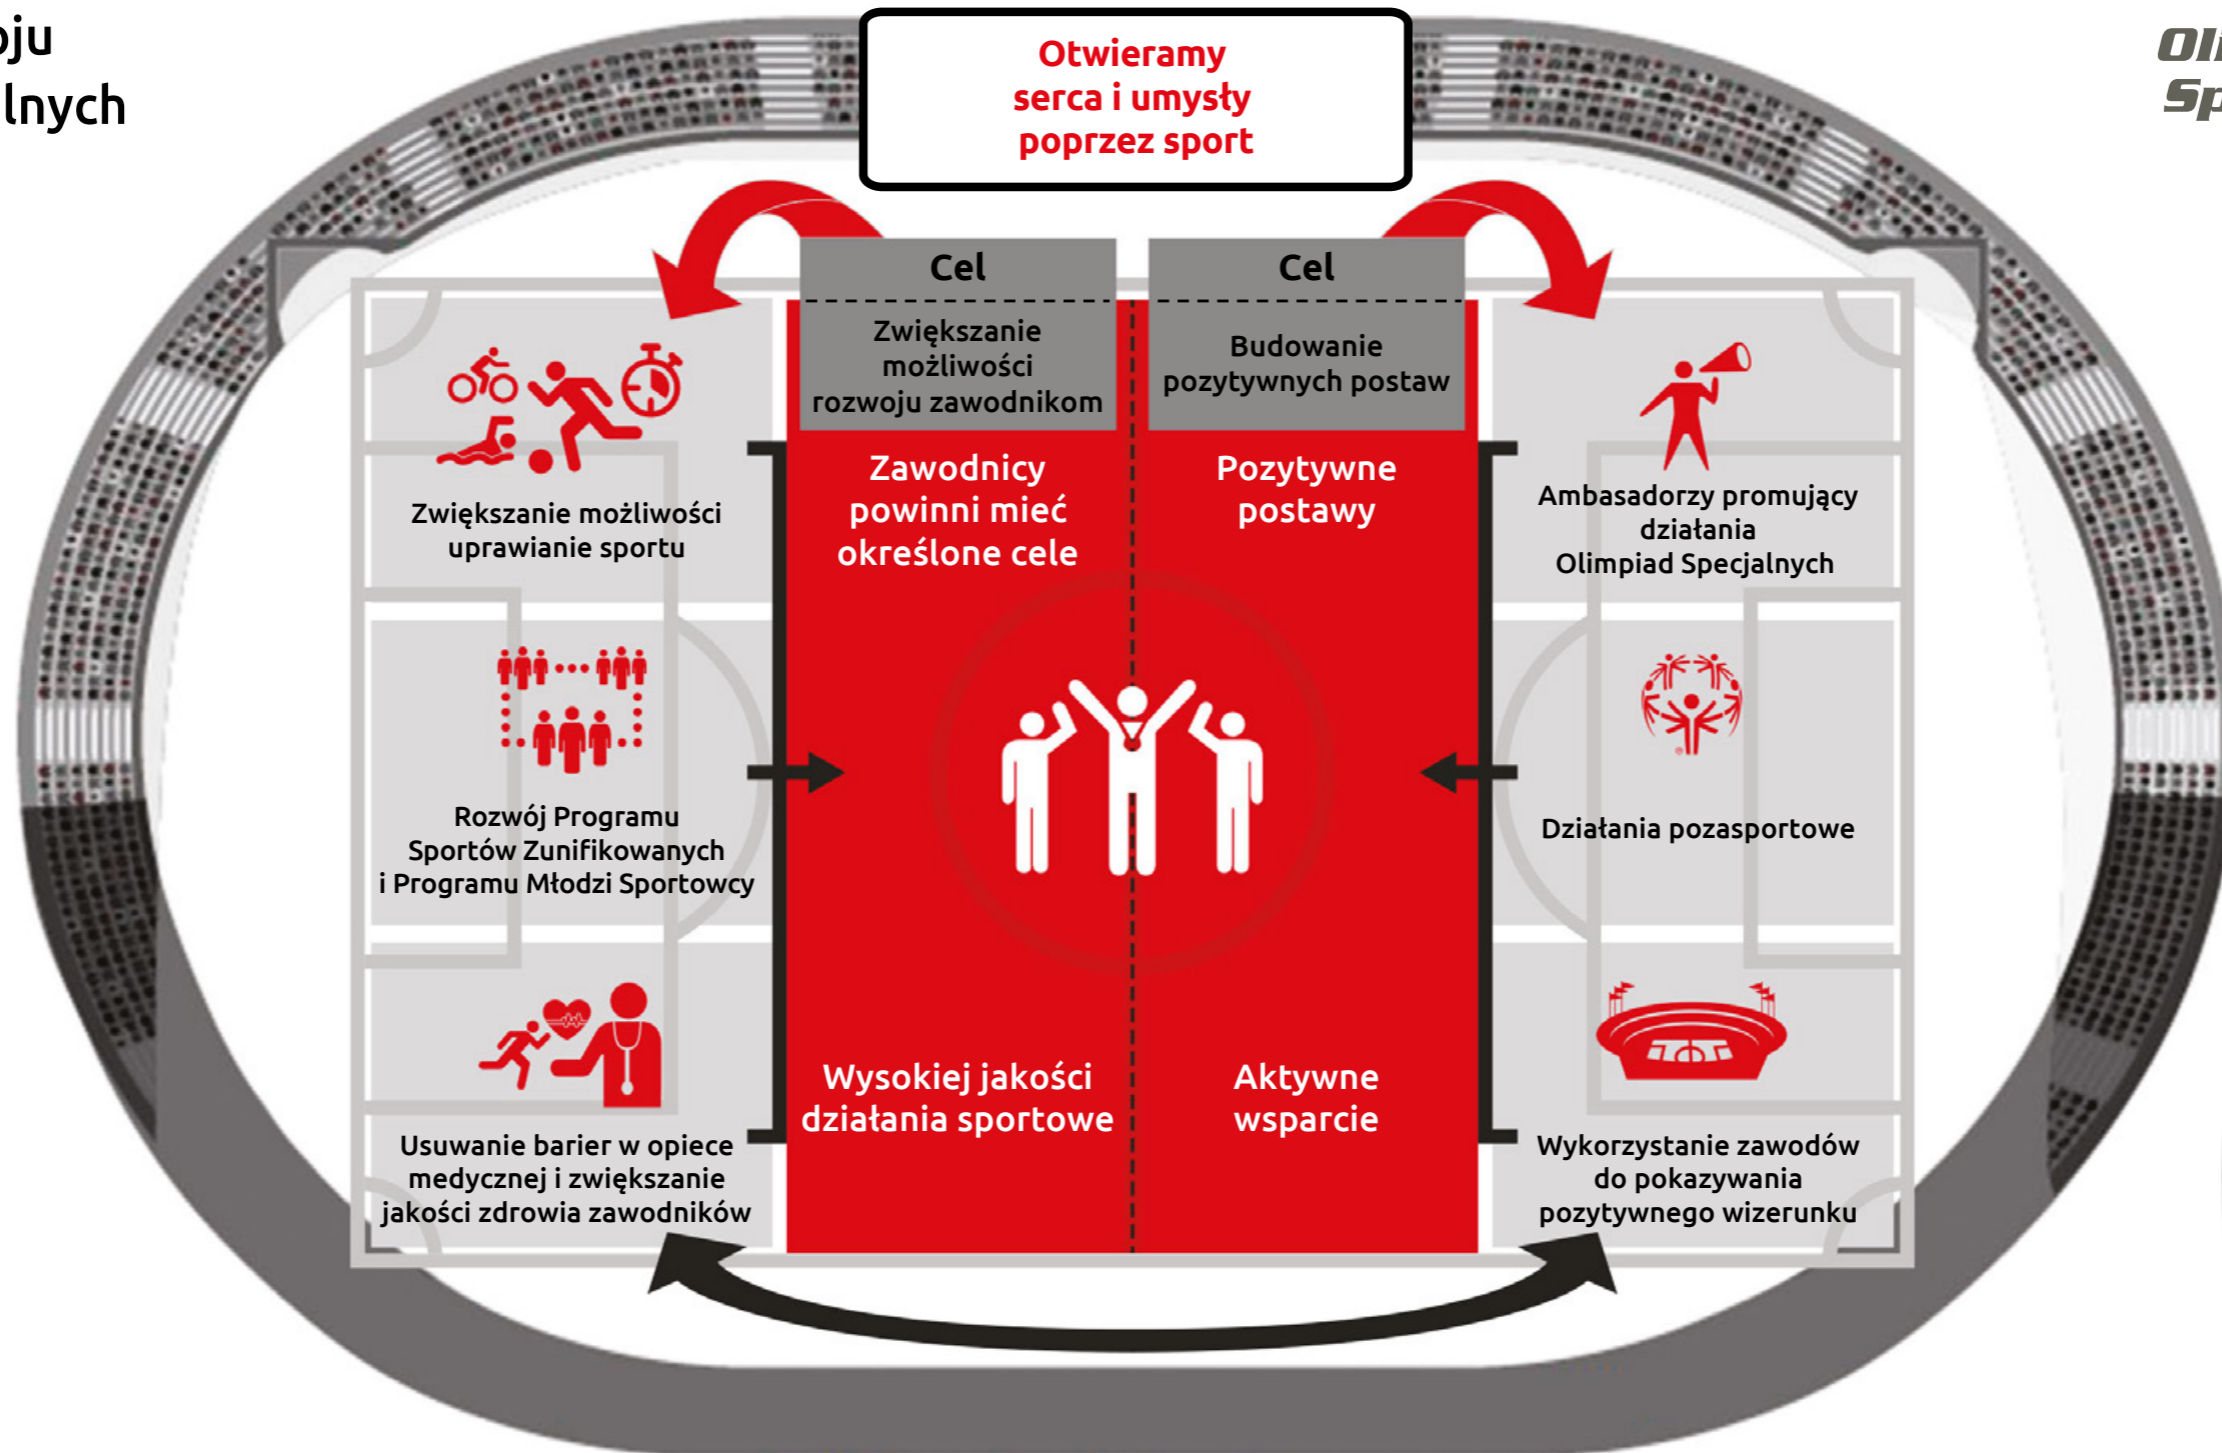 oju
lnych
Otwieramy
serca i umysły
poprzez sport
Cel
Zwiększanie
możliwości
rozwoju zawodnikom
Cel
Budowanie
pozytywnych postaw
Zwiększanie możliwości
uprawianie sportu
Rozwój Programu
Sportów Zunifikowanych
i Programu Młodzi Sportowcy
Usuwanie barier w opiece
medycznej i zwiększanie
jakości zdrowia zawodników
Zawodnicy
powinni mieć
określone cele
Wysokiej jakości
działania sportowe
Pozytywne
postawy
Aktywne
wsparcie
Ambasadorzy promujący
działania
Olimpiad Specjalnych
Działania pozasportowe
Wykorzystanie zawodów
do pokazywania
pozytywnego wizerunku